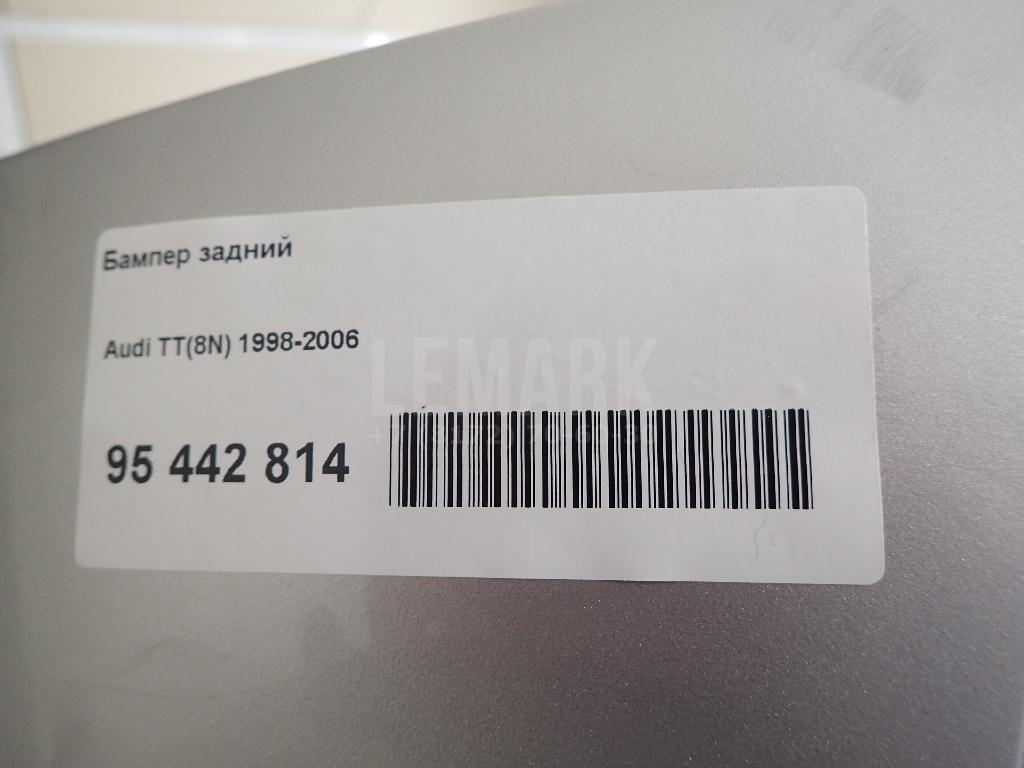 Бампер задний
Audi TT(8N) 1998-2006
LEMARK
95 442 814